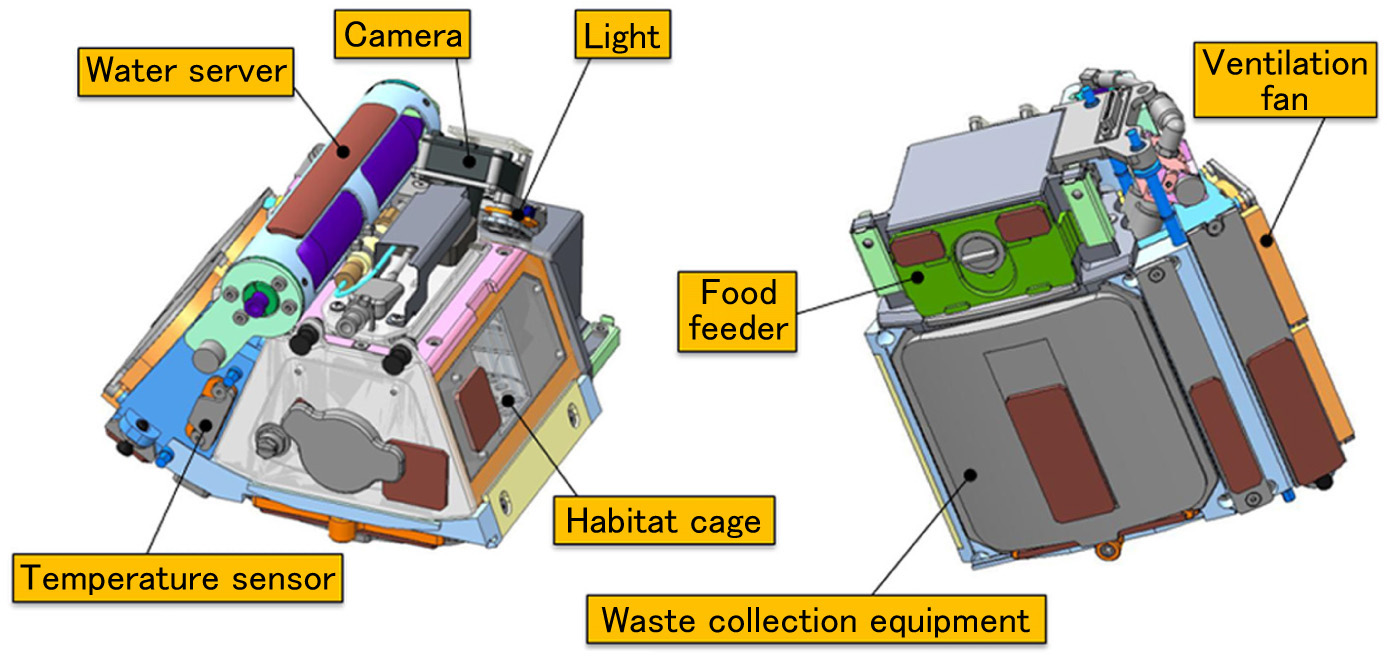 Camera
Light
Water server
Ventilation
fan
Food
feeder
Habitat cage
Temperature sensor
Waste collection equipment